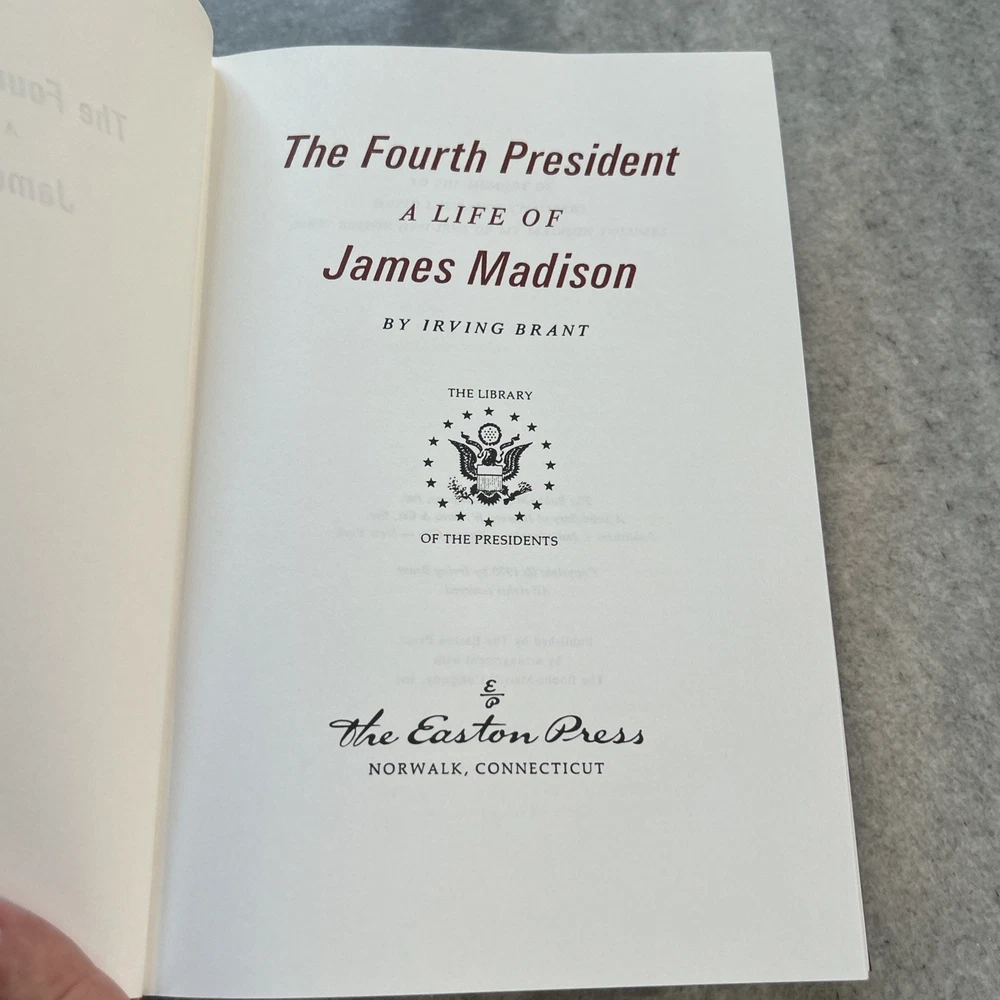 The Fourth President
A LIFE OF
James Madison
BY IRVING BRANT
THE LIBRARY
OF THE PRESIDENTS
The Easton Press
NORWALK, CONNECTICUT